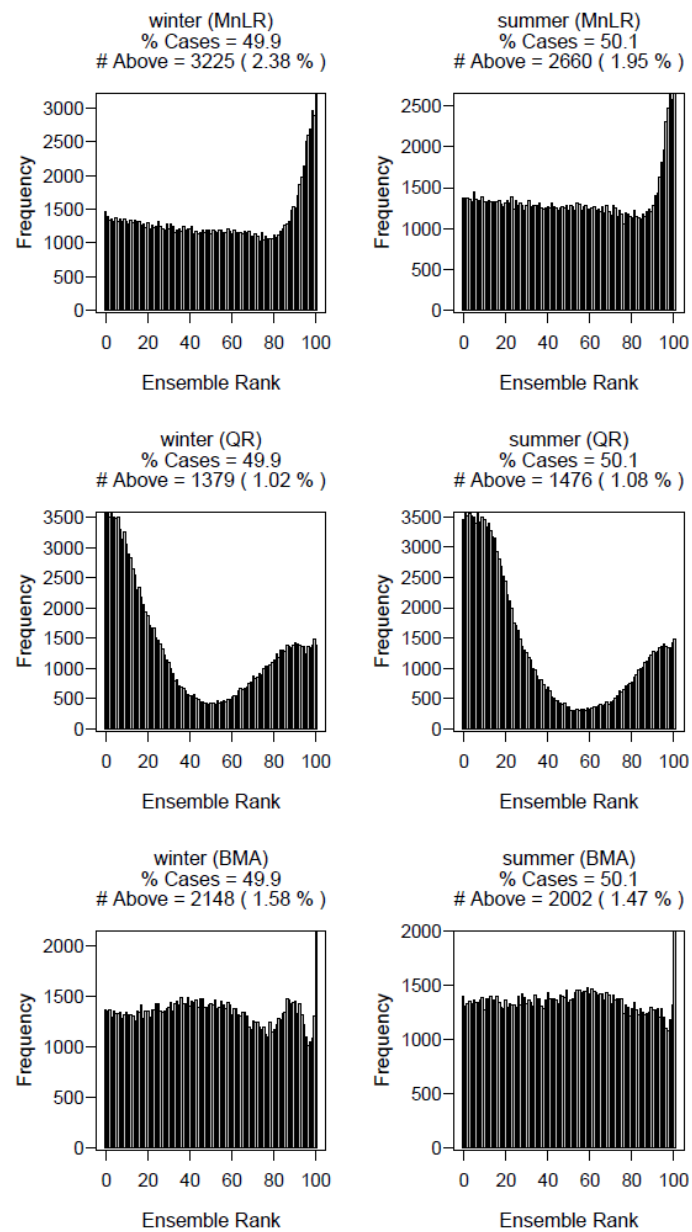 winter (MnLR)
% Cases = 49.9
# Above = 3225 ( 2.38 % )
3000
2500
2000
1500
1000
500
0
Frequency
0 20 40 60 80 100
Ensemble Rank
summer (MnLR)
% Cases = 50.1
# Above = 2660 ( 1.95 % )
2500
2000
1500
1000
500
0
Frequency
0 20 40 60 80 100
Ensemble Rank
winter (QR)
% Cases = 49.9
# Above = 1379 ( 1.02 % )
3500
3000
2500
2000
1500
1000
500
0
Frequency
0 20 40 60 80 100
Ensemble Rank
summer (QR)
% Cases = 50.1
# Above = 1476 ( 1.08 % )
3500
3000
2500
2000
1500
1000
500
0
Frequency
0 20 40 60 80 100
Ensemble Rank
winter (BMA)
% Cases = 49.9
# Above = 2148 ( 1.58 % )
2000
1500
1000
500
0
Frequency
0 20 40 60 80 100
Ensemble Rank
summer (BMA)
% Cases = 50.1
# Above = 2002 ( 1.47 % )
2000
1500
1000
500
0
Frequency
0 20 40 60 80 100
Ensemble Rank